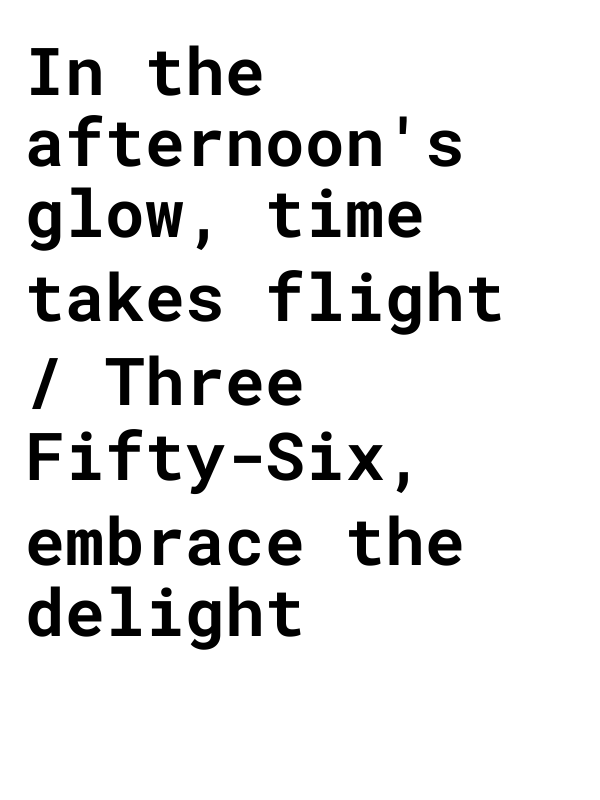 In the
afternoon's
glow, time
takes flight
/ Three
Fifty-Six,
embrace the
delight